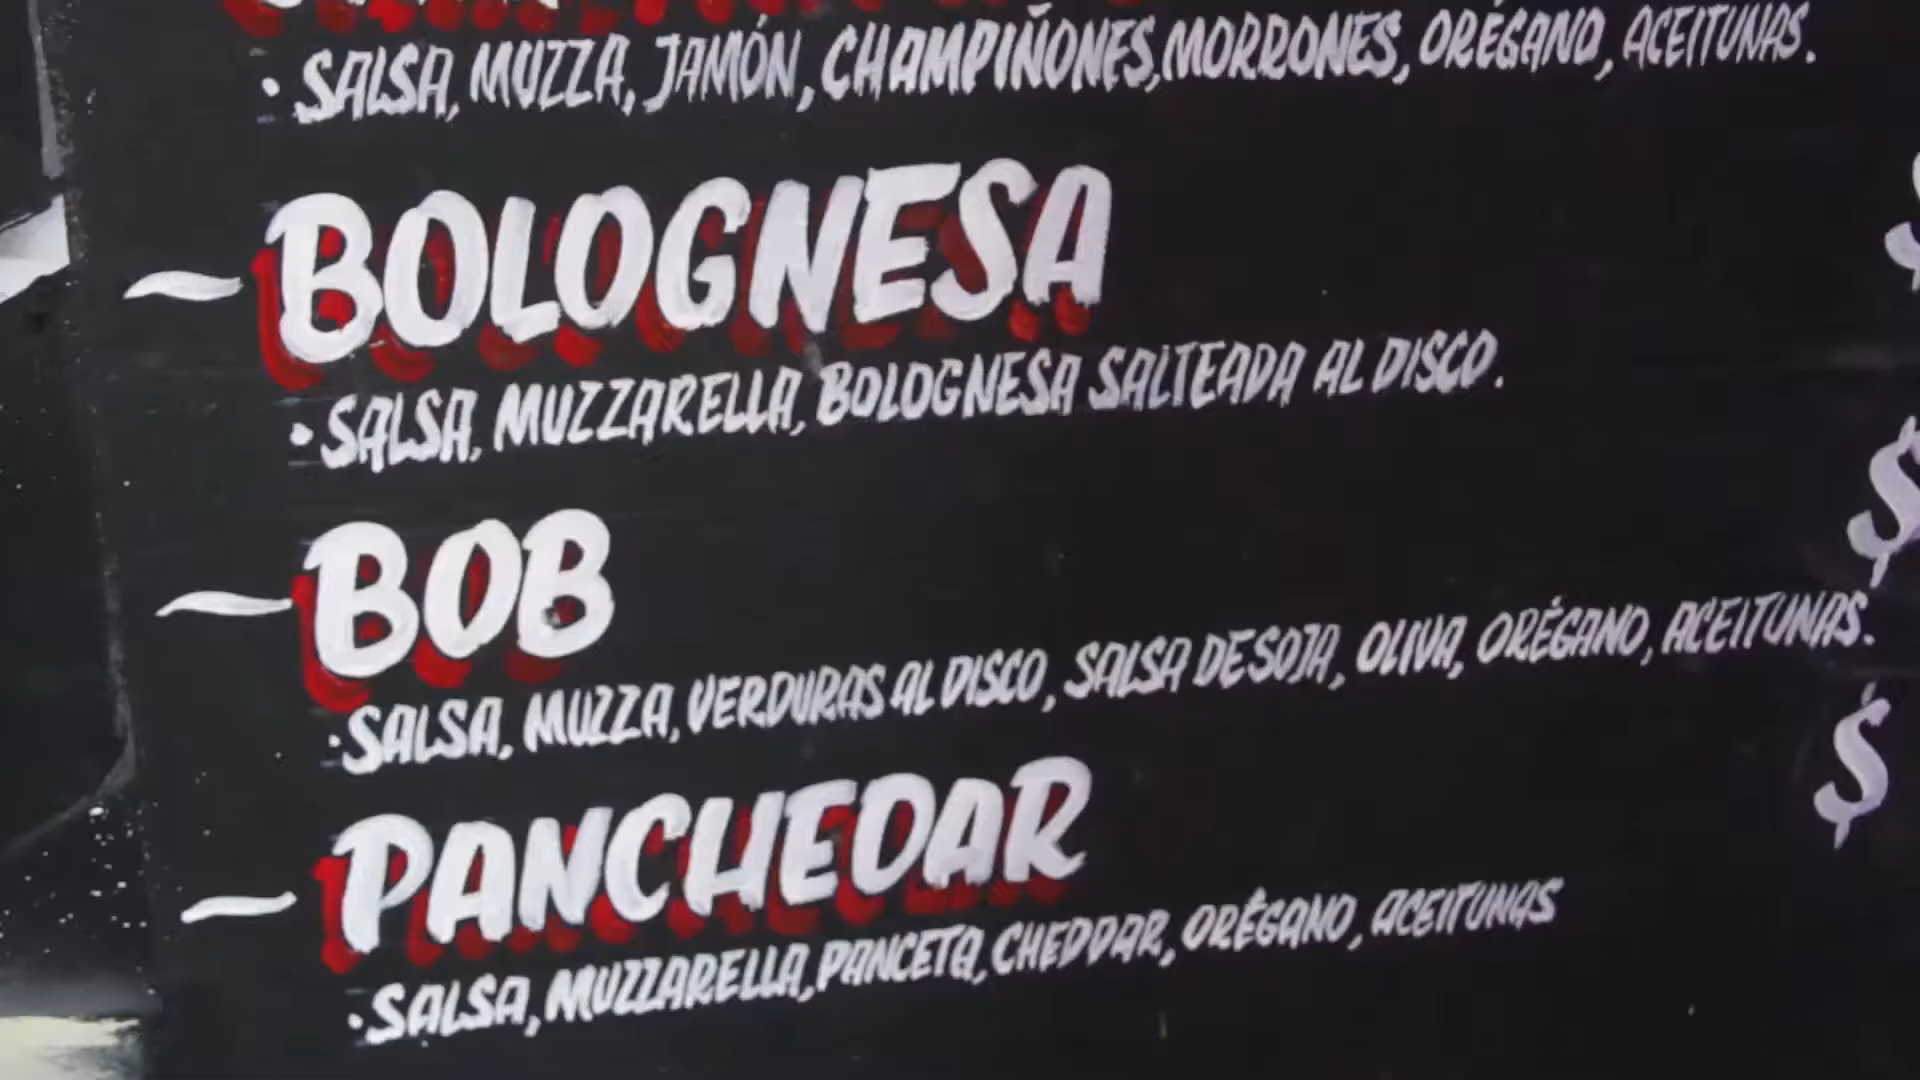 • SALSA, MUZZA, JAMÓN, CHAMPIÑONES, MORRONES, ORÉGANO, ACEITUNAS.
~ BOLOGNESA
$
• SALSA, MUZZARELLA, BOLOGNESA SALTEADA AL DISCO.
$
~ BOB
• SALSA, MUZZA, VERDURAS AL DISCO, SALSA DE SOJA, OLIVA, ORÉGANO, ACEITUNAS.
$
~ PANCHEDAR
• SALSA, MUZZARELLA, PANCETA, CHEDDAR, ORÉGANO, ACEITUNAS